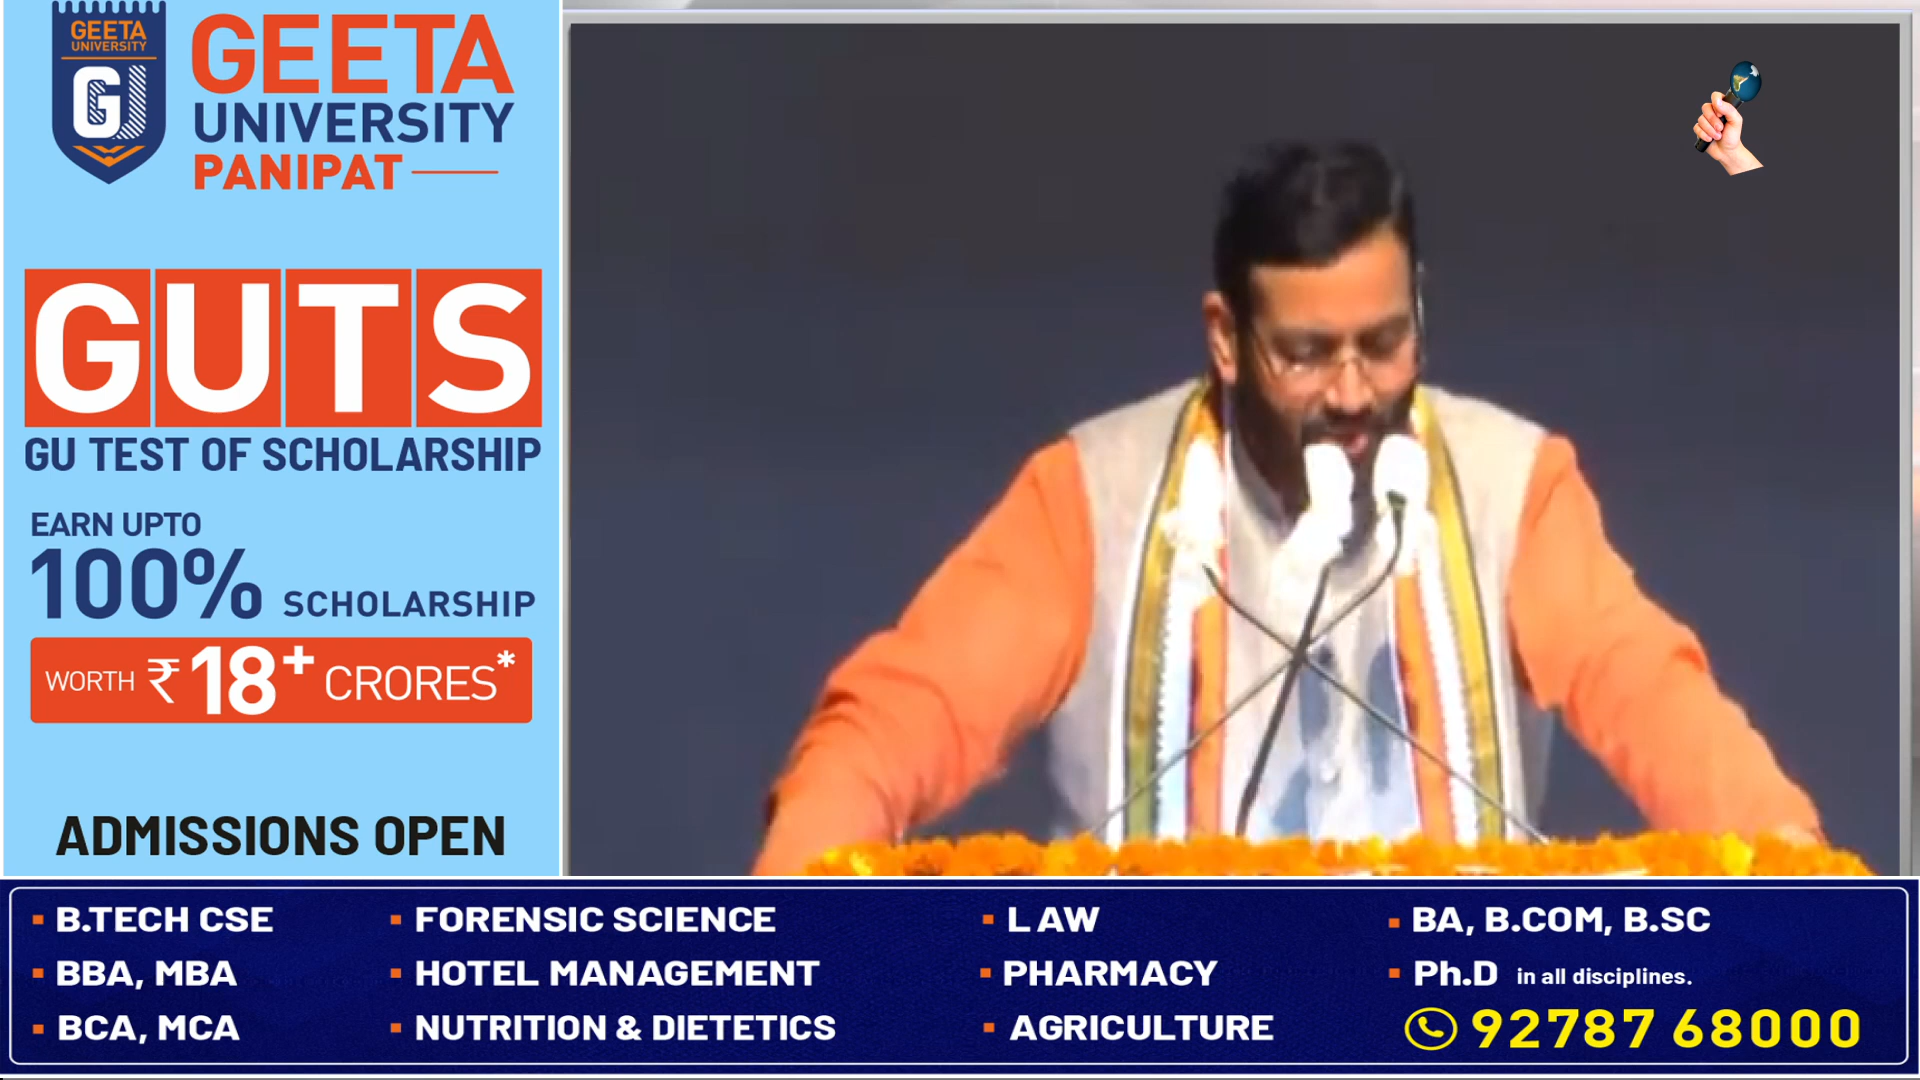 GEETA
UNIVERSITY
GU
GEETA
UNIVERSITY
PANIPAT
GUTS
GU TEST OF SCHOLARSHIP
EARN UPTO
100% SCHOLARSHIP
WORTH ₹18+ CRORES*
ADMISSIONS OPEN
B.TECH CSE
BBA, MBA
BCA, MCA
FORENSIC SCIENCE
HOTEL MANAGEMENT
NUTRITION & DIETETICS
LAW
PHARMACY
AGRICULTURE
BA, B.COM, B.SC
Ph.D in all disciplines.
92787 68000